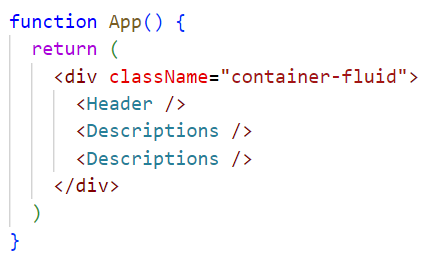 function App() {
  return (
    <div className="container-fluid">
      <Header />
      <Descriptions />
      <Descriptions />
    </div>
  )
}